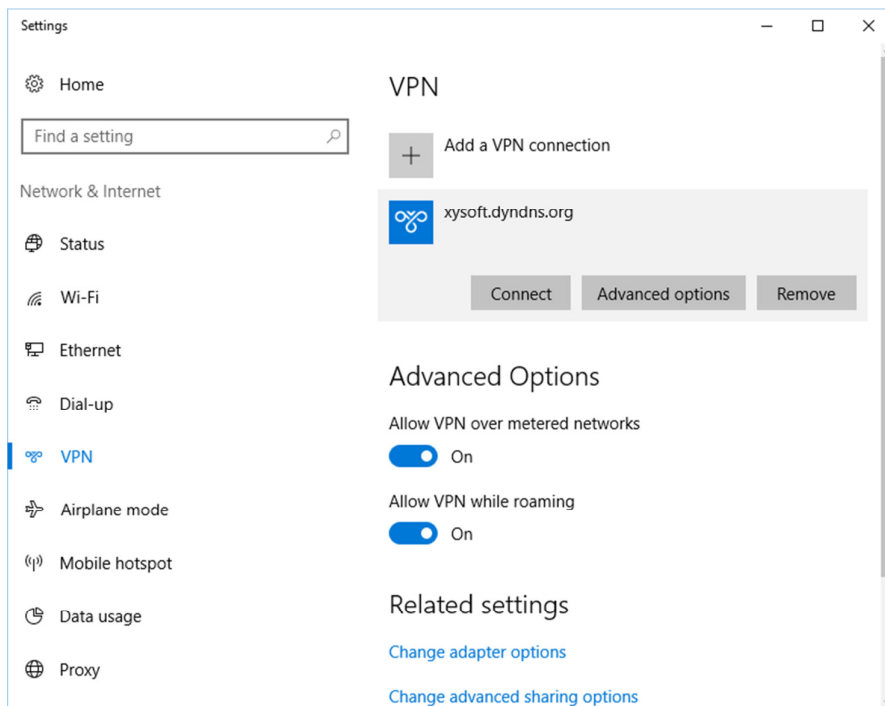 Settings
Home
Find a setting
Network & Internet
Status
Wi-Fi
Ethernet
Dial-up
VPN
Airplane mode
Mobile hotspot
Data usage
Proxy
VPN
Add a VPN connection
xysoft.dyndns.org
Connect Advanced options Remove
Advanced Options
Allow VPN over metered networks
On
Allow VPN while roaming
On
Related settings
Change adapter options
Change advanced sharing options